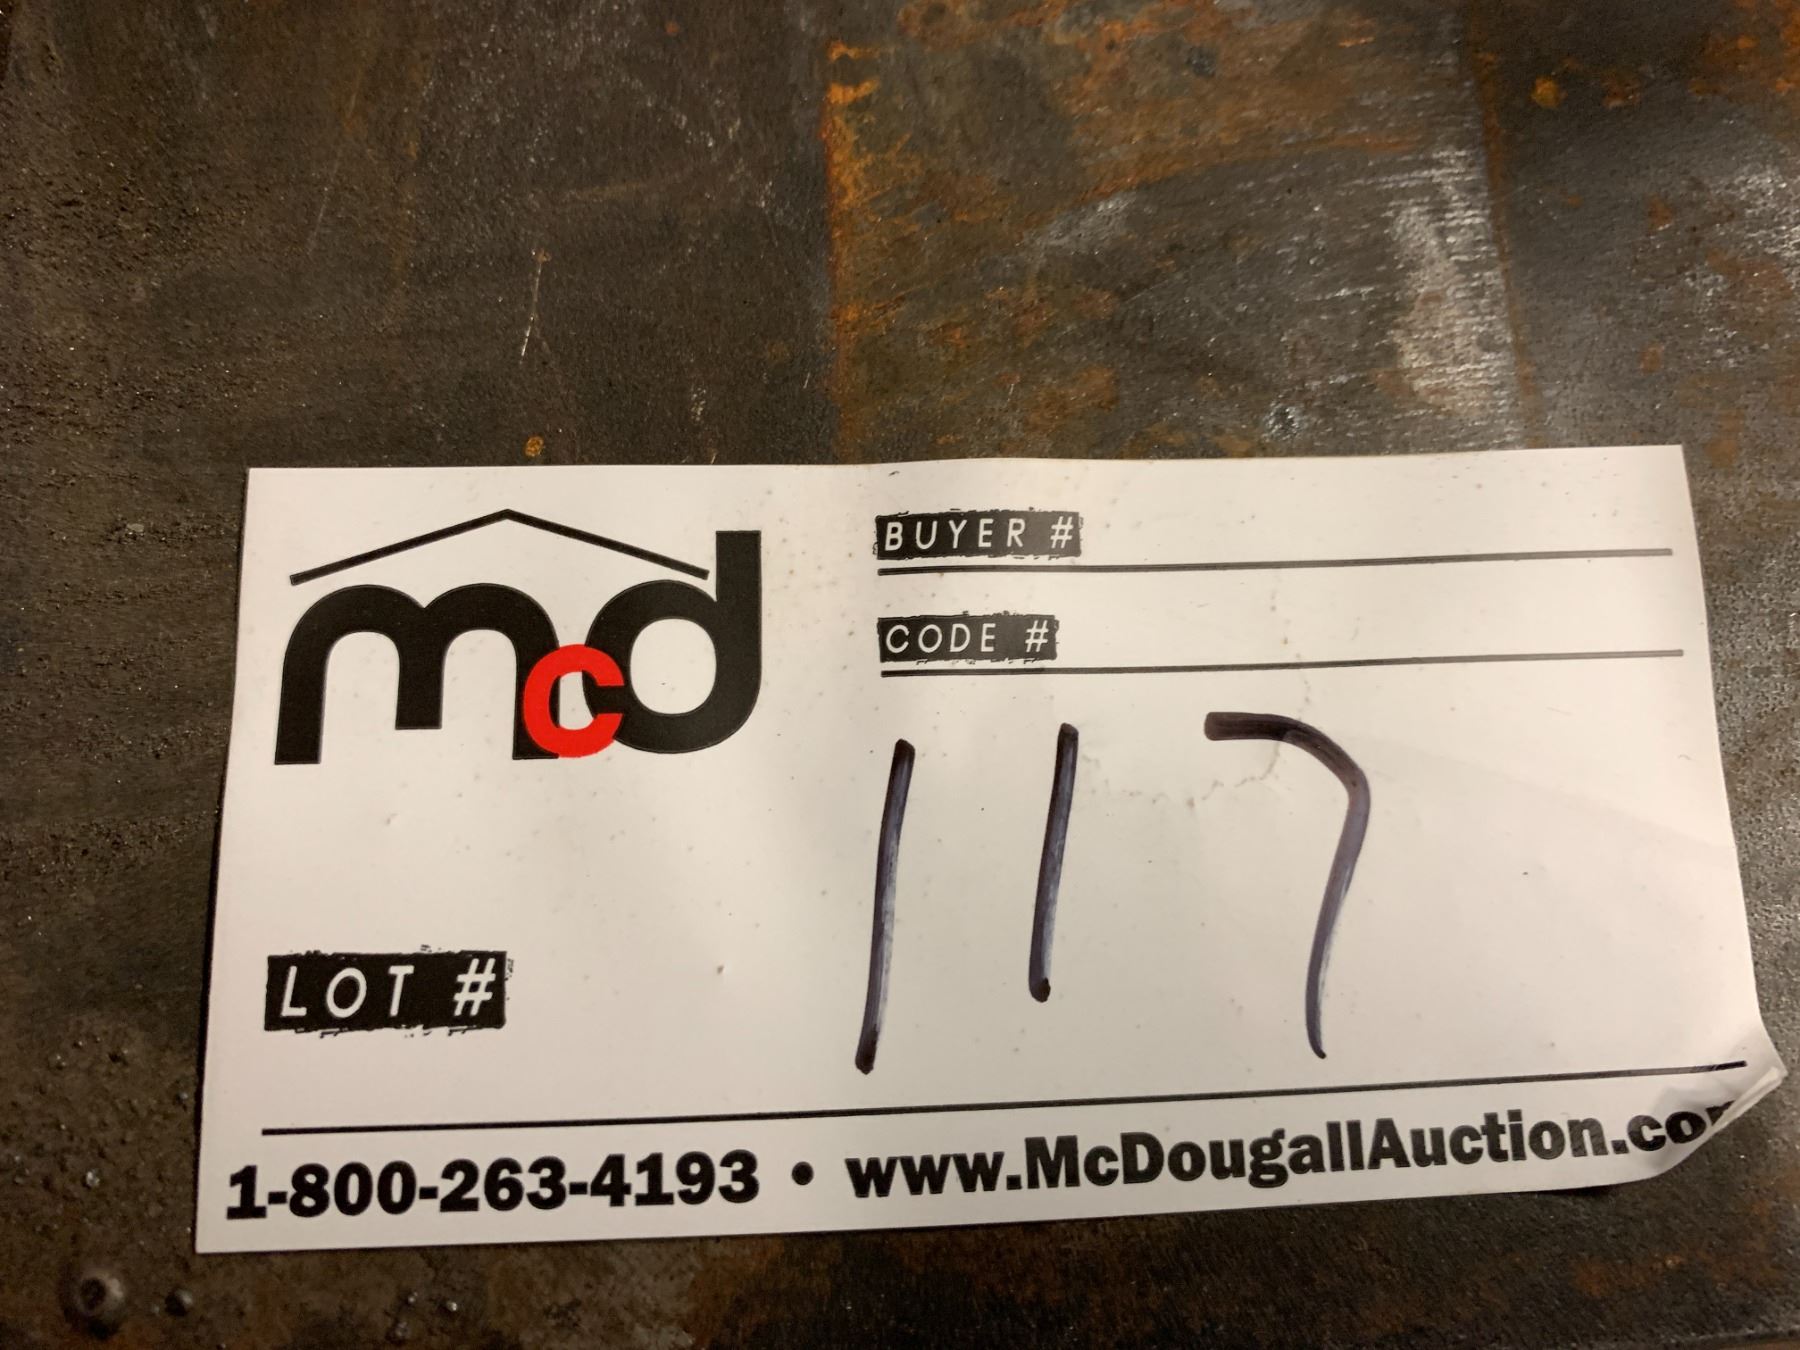 mcd
BUYER #
CODE #
LOT # 117
1-800-263-4193 • www.McDougallAuction.co